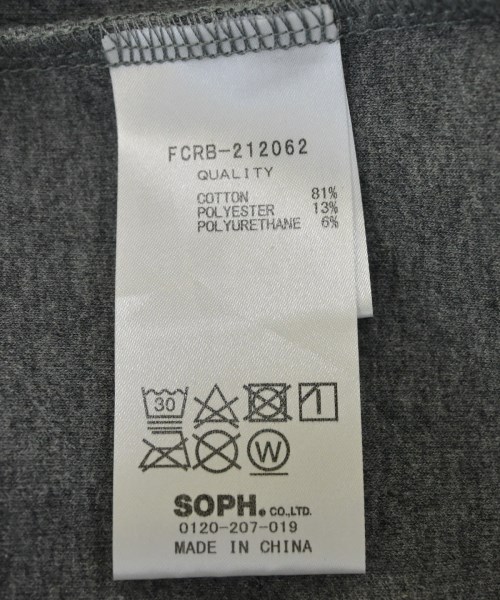 FCRB-212062
QUALITY
COTTON 81%
POLYESTER 13%
POLYURETHANE 6%
30
W
SOPH. CO.,LTD.
0120-207-019
MADE IN CHINA